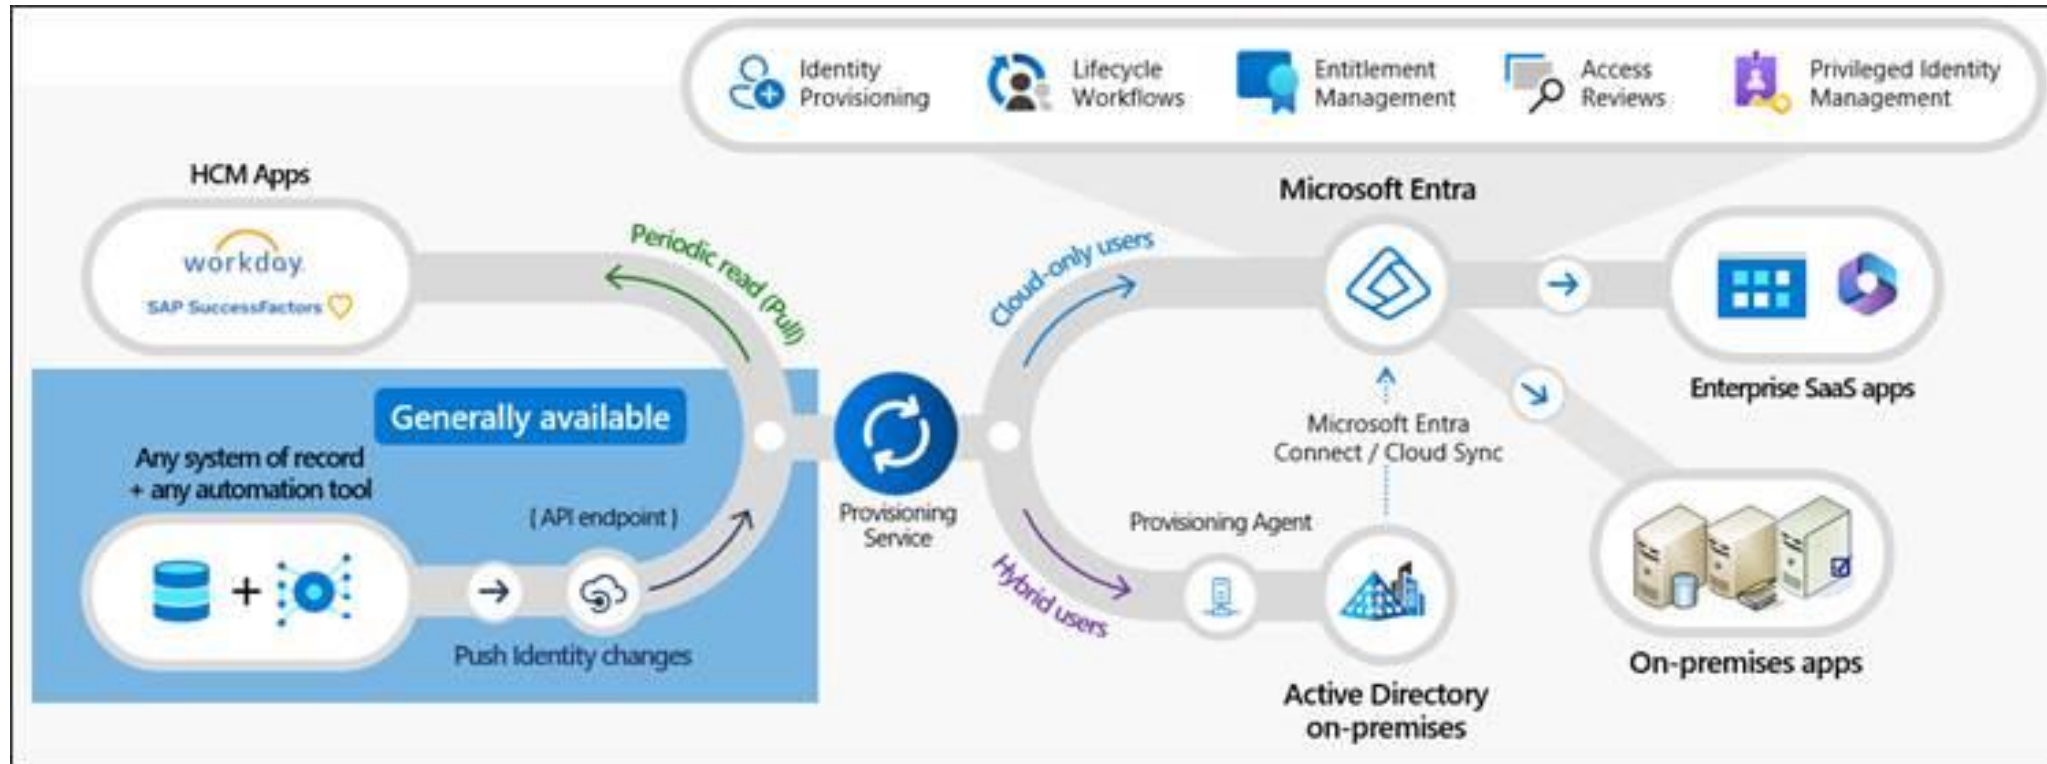 Identity
Provisioning
Lifecycle
Workflows
Entitlement
Management
Access
Reviews
Privileged Identity
Management
HCM Apps
workday.
SAP SuccessFactors
Periodic read (Pull)
Cloud-only users
Microsoft Entra
Enterprise SaaS apps
Generally available
Any system of record
+ any automation tool
{ API endpoint }
+
Push Identity changes
Provisioning
Service
Hybrid users
Microsoft Entra
Connect / Cloud Sync
Provisioning Agent
Active Directory
on-premises
On-premises apps